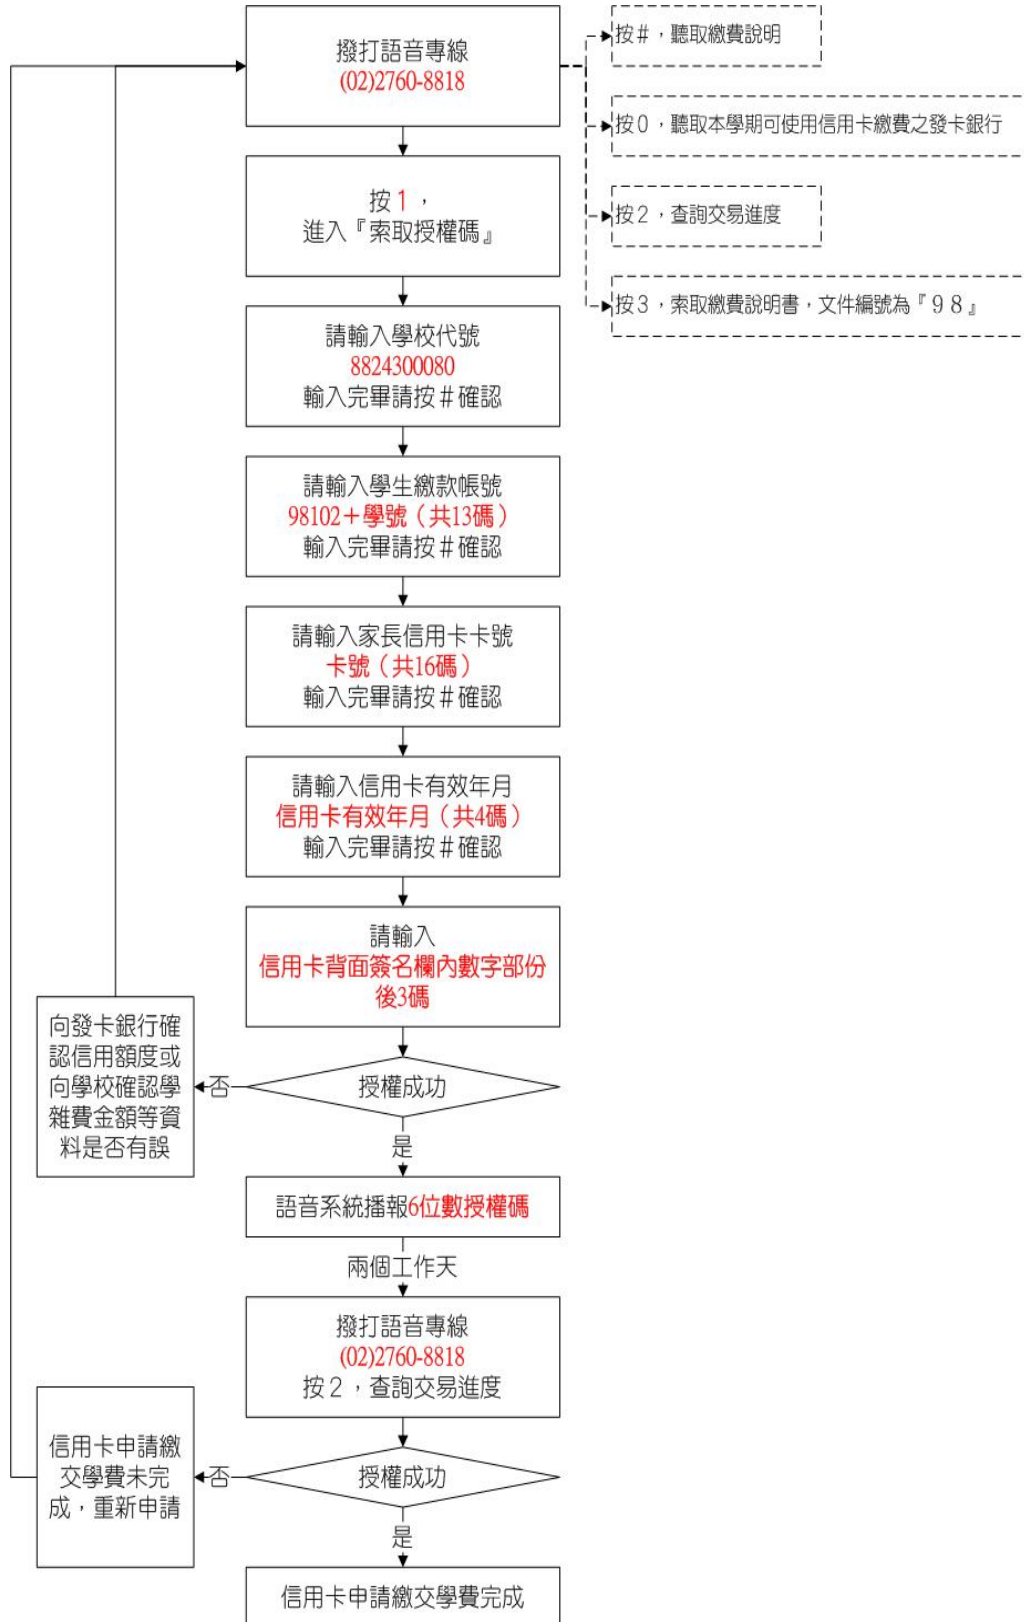 撥打語音專線
(02)2760-8818
按#，聽取繳費說明
按0，聽取本學期可使用信用卡繳費之發卡銀行
按2，查詢交易進度
按3，索取繳費說明書，文件編號為『98』
按1，
進入『索取授權碼』
請輸入學校代號
8824300080
輸入完畢請按#確認
請輸入學生繳款帳號
98102+學號（共13碼）
輸入完畢請按#確認
請輸入家長信用卡卡號
卡號（共16碼）
輸入完畢請按#確認
請輸入信用卡有效年月
信用卡有效年月（共4碼）
輸入完畢請按#確認
請輸入
信用卡背面簽名欄內數字部份
後3碼
授權成功
否
向發卡銀行確
認信用額度或
向學校確認學
雜費金額等資
料是否有誤
是
語音系統播報6位數授權碼
兩個工作天
撥打語音專線
(02)2760-8818
按2，查詢交易進度
授權成功
否
信用卡申請繳
交學費未完
成，重新申請
是
信用卡申請繳交學費完成